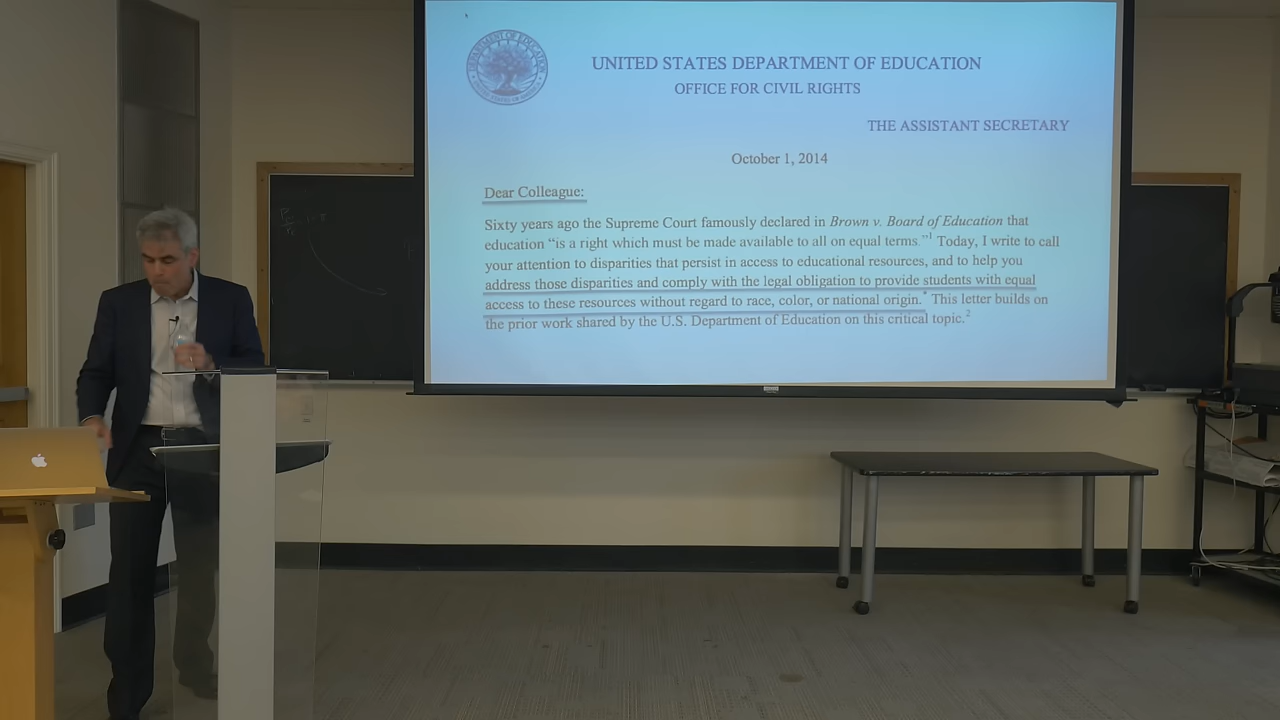 UNITED STATES DEPARTMENT OF EDUCATION
OFFICE FOR CIVIL RIGHTS
THE ASSISTANT SECRETARY
October 1, 2014
Dear Colleague:
Sixty years ago the Supreme Court famously declared in Brown v. Board of Education that
education “is a right which must be made available to all on equal terms.”1 Today, I write to call
your attention to disparities that persist in access to educational resources, and to help you
address those disparities and comply with the legal obligation to provide students with equal
access to these resources without regard to race, color, or national origin.* This letter builds on
the prior work shared by the U.S. Department of Education on this critical topic.2